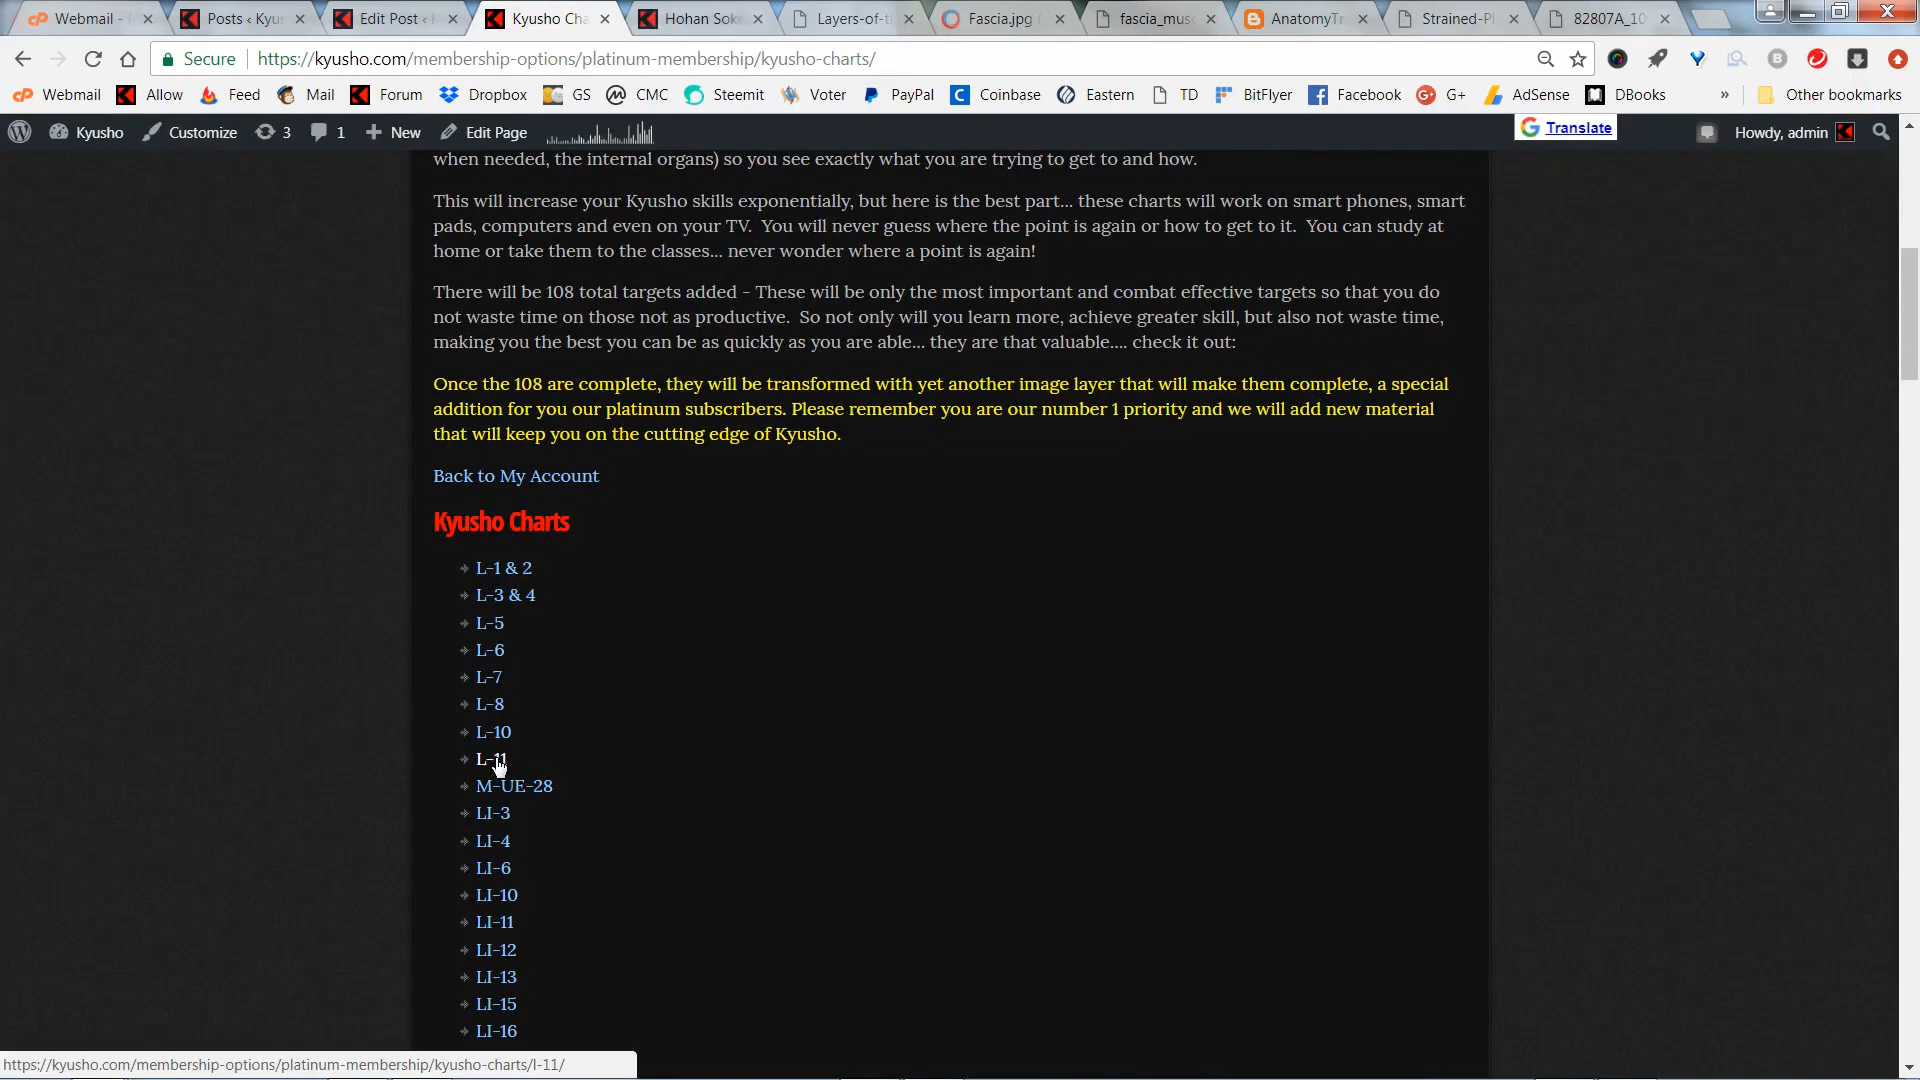 Webmail -
Posts ‹ Kyu
Edit Post ‹
Kyusho Cha
Hohan Soke
Layers-of-t
Fascia.jpg (
fascia_musc
AnatomyTr
Strained-Pl
82807A_10
Secure
https://kyusho.com/membership-options/platinum-membership/kyusho-charts/
Webmail
Allow
Feed
Mail
Forum
Dropbox
GS
CMC
Steemit
Voter
PayPal
Coinbase
Eastern
TD
BitFlyer
Facebook
G+
AdSense
DBooks
»
Other bookmarks
Kyusho
Customize
3
1
New
Edit Page
Translate
Howdy, admin
when needed, the internal organs) so you see exactly what you are trying to get to and how.
This will increase your Kyusho skills exponentially, but here is the best part... these charts will work on smart phones, smart
pads, computers and even on your TV.  You will never guess where the point is again or how to get to it.  You can study at
home or take them to the classes... never wonder where a point is again!
There will be 108 total targets added - These will be only the most important and combat effective targets so that you do
not waste time on those not as productive.  So not only will you learn more, achieve greater skill, but also not waste time,
making you the best you can be as quickly as you are able... they are that valuable.... check it out:
Once the 108 are complete, they will be transformed with yet another image layer that will make them complete, a special
addition for you our platinum subscribers. Please remember you are our number 1 priority and we will add new material
that will keep you on the cutting edge of Kyusho.
Back to My Account
Kyusho Charts
L-1 & 2
L-3 & 4
L-5
L-6
L-7
L-8
L-10
L-11
M-UE-28
LI-3
LI-4
LI-6
LI-10
LI-11
LI-12
LI-13
LI-15
LI-16
https://kyusho.com/membership-options/platinum-membership/kyusho-charts/l-11/